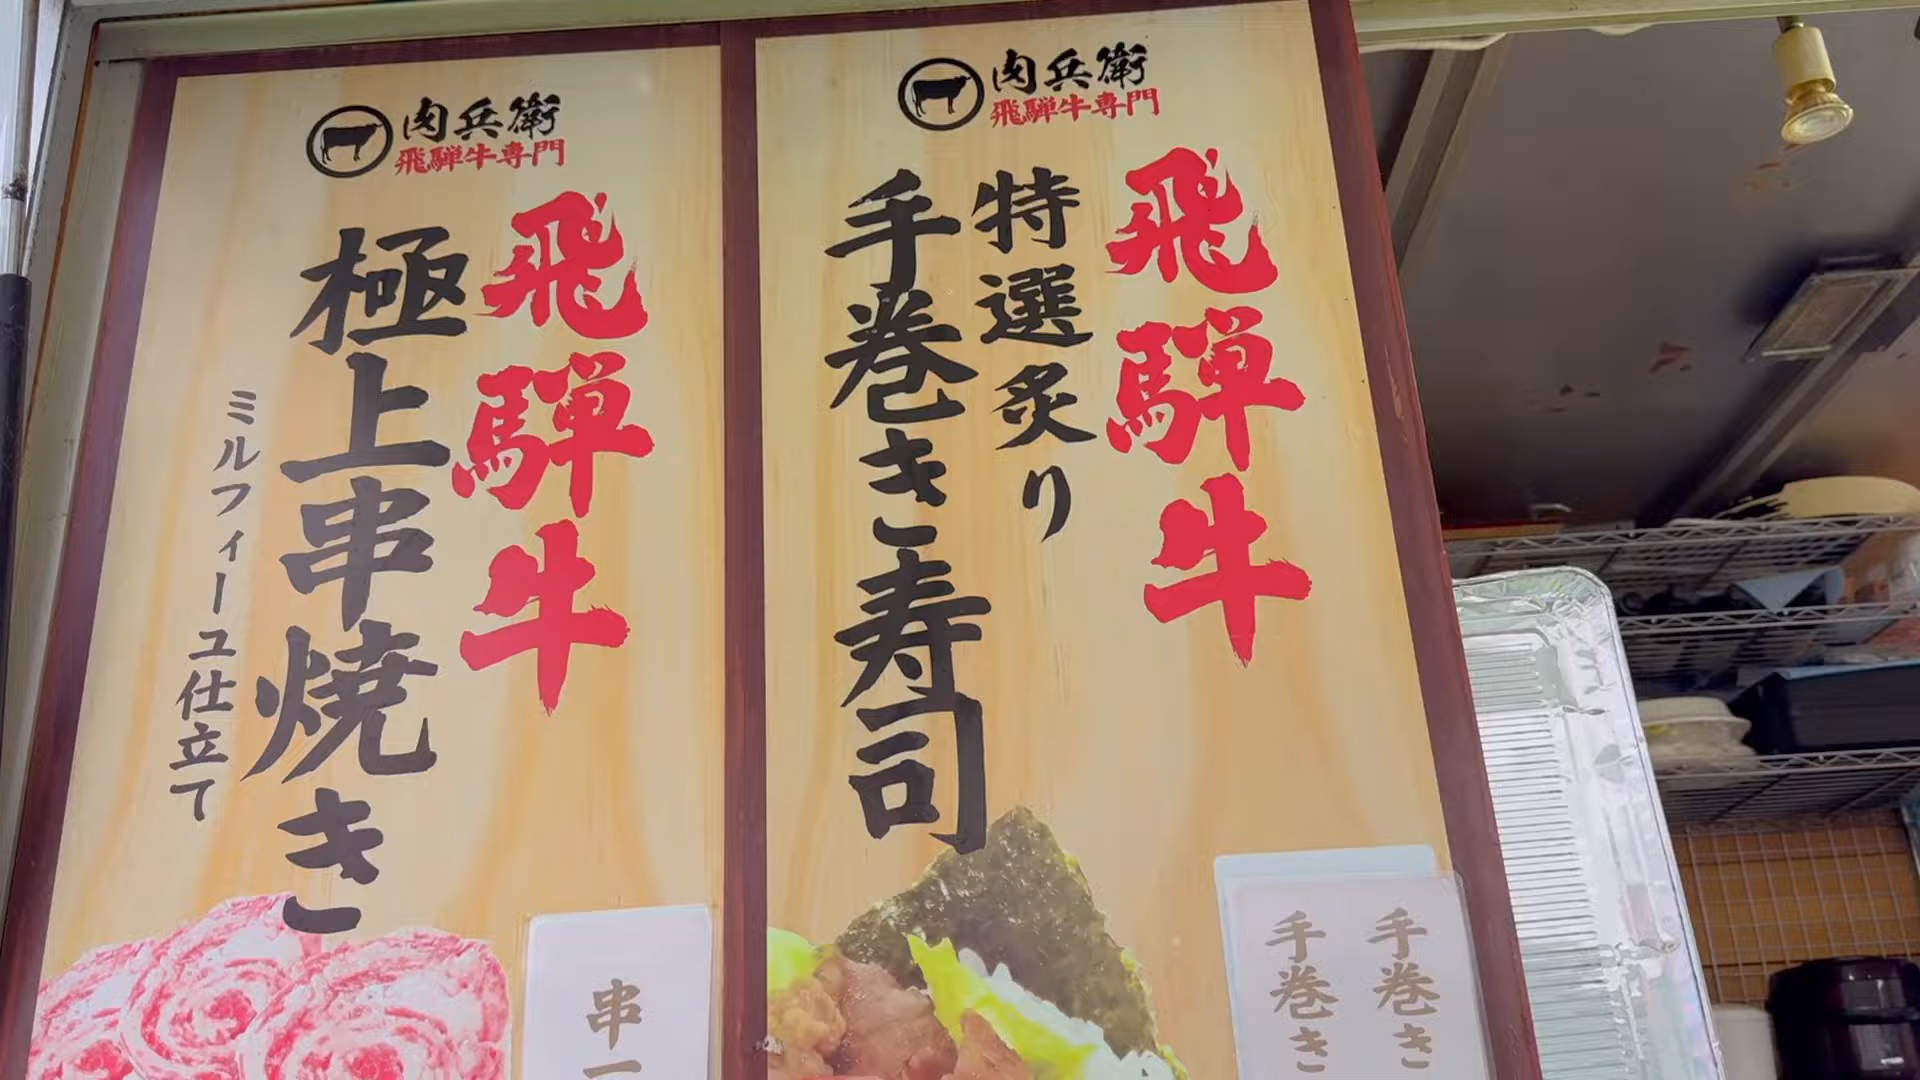 肉兵衛
飛騨牛専門
飛騨牛
極上串焼き
ミルフィーユ仕立て
串一
肉兵衛
飛騨牛専門
飛騨牛
特選炙り
手巻き寿司
手巻き
手巻き